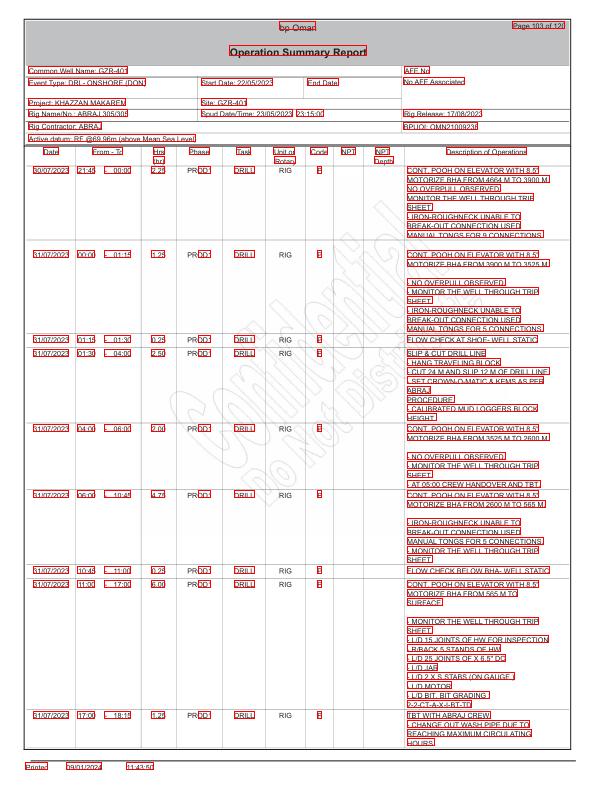 bp Oman
Page 103 of 120
Operation Summary Report
Common Well Name: GZR-401
AFE No
Event Type: DRL- ONSHORE (DON)
Start Date: 22/05/2023
End Date:
No AFE Associated
Project: KHAZZAN MAKAREM
Site: GZR-401
Rig Name/No.: ABRAJ 305/305
Spud Date/Time: 23/05/2023 23:15:00
Rig Release: 17/08/2023
Rig Contractor: ABRAJ
BPUOI: OMN21009236
Active datum: RF @69.96m (above Mean Sea Level)
Date From - To Hrs (hr) Phase Task Unit or Rotary Code NPT NPT Depth Description of Operations
30/07/2023 21:45 - 00:00 2.25 PROD1 DRILL RIG P CONT. POOH ON ELEVATOR WITH 8.5"
MOTORIZE BHA FROM 4664 M TO 3900 M
NO OVERPULL OBSERVED
MONITOR THE WELL THROUGH TRIP
SHEET.
- IRON-ROUGHNECK UNABLE TO
BREAK-OUT CONNECTION USED
MANUAL TONGS FOR 9 CONNECTIONS
31/07/2023 00:00 - 01:15 1.25 PROD1 DRILL RIG P CONT. POOH ON ELEVATOR WITH 8.5"
MOTORIZE BHA FROM 3900 M TO 3525 M
- NO OVERPULL OBSERVED
- MONITOR THE WELL THROUGH TRIP
SHEET.
- IRON-ROUGHNECK UNABLE TO
BREAK-OUT CONNECTION USED
MANUAL TONGS FOR 5 CONNECTIONS
31/07/2023 01:15 - 01:30 0.25 PROD1 DRILL RIG P FLOW CHECK AT SHOE- WELL STATIC
31/07/2023 01:30 - 04:00 2.50 PROD1 DRILL RIG P SLIP & CUT DRILL LINE
- HANG TRAVELING BLOCK
- CUT 24 M AND SLIP 12 M OF DRILL LINE
- SET CROWN-O-MATIC & KEMS AS PER
ABRAJ
PROCEDURE.
- CALIBRATED MUD LOGGERS BLOCK
HEIGHT.
31/07/2023 04:00 - 06:00 2.00 PROD1 DRILL RIG P CONT. POOH ON ELEVATOR WITH 8.5"
MOTORIZE BHA FROM 3525 M TO 2600 M
- NO OVERPULL OBSERVED
- MONITOR THE WELL THROUGH TRIP
SHEET.
- AT 05:00 CREW HANDOVER AND TBT
31/07/2023 06:00 - 10:45 4.75 PROD1 DRILL RIG P CONT. POOH ON ELEVATOR WITH 8.5"
MOTORIZE BHA FROM 2600 M TO 565 M
- IRON-ROUGHNECK UNABLE TO
BREAK-OUT CONNECTION USED
MANUAL TONGS FOR 5 CONNECTIONS.
- MONITOR THE WELL THROUGH TRIP
SHEET.
31/07/2023 10:45 - 11:00 0.25 PROD1 DRILL RIG P FLOW CHECK BELOW BHA- WELL STATIC
31/07/2023 11:00 - 17:00 6.00 PROD1 DRILL RIG P CONT. POOH ON ELEVATOR WITH 8.5"
MOTORIZE BHA FROM 565 M TO
SURFACE
- MONITOR THE WELL THROUGH TRIP
SHEET.
- L/D 15 JOINTS OF HW FOR INSPECTION
- R/BACK 5 STANDS OF HW
- L/D 25 JOINTS OF X 6.5" DC
- L/D JAR
- L/D 2 X S STABS (ON GAUGE )
- L/D MOTOR
- L/D BIT. BIT GRADING :
2-2-CT-A-X-I-BT-TD
31/07/2023 17:00 - 18:15 1.25 PROD1 DRILL RIG P TBT WITH ABRAJ CREW
- CHANGE OUT WASH PIPE DUE TO
REACHING MAXIMUM CIRCULATING
HOURS.
Confidential
Do Not
Printed 09/01/2024 11:43:50